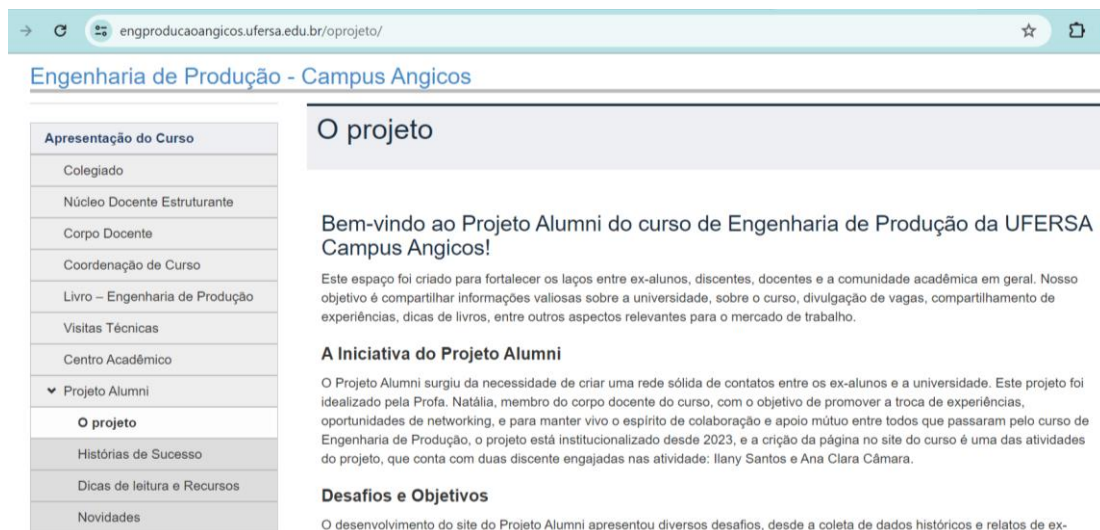 engproducaoangicos.ufersa.edu.br/oprojeto/
Engenharia de Produção - Campus Angicos
Apresentação do Curso
Colegiado
Núcleo Docente Estruturante
Corpo Docente
Coordenação de Curso
Livro – Engenharia de Produção
Visitas Técnicas
Centro Acadêmico
Projeto Alumni
O projeto
Histórias de Sucesso
Dicas de leitura e Recursos
Novidades
O projeto
Bem-vindo ao Projeto Alumni do curso de Engenharia de Produção da UFERSA
Campus Angicos!
Este espaço foi criado para fortalecer os laços entre ex-alunos, discentes, docentes e a comunidade acadêmica em geral. Nosso
objetivo é compartilhar informações valiosas sobre a universidade, sobre o curso, divulgação de vagas, compartilhamento de
experiências, dicas de livros, entre outros aspectos relevantes para o mercado de trabalho.
A Iniciativa do Projeto Alumni
O Projeto Alumni surgiu da necessidade de criar uma rede sólida de contatos entre os ex-alunos e a universidade. Este projeto foi
idealizado pela Profa. Natália, membro do corpo docente do curso, com o objetivo de promover a troca de experiências,
oportunidades de networking, e para manter vivo o espírito de colaboração e apoio mútuo entre todos que passaram pelo curso de
Engenharia de Produção, o projeto está institucionalizado desde 2023, e a crição da página no site do curso é uma das atividades
do projeto, que conta com duas discente engajadas nas atividade: Ilany Santos e Ana Clara Câmara.
Desafios e Objetivos
O desenvolvimento do site do Projeto Alumni apresentou diversos desafios, desde a coleta de dados históricos e relatos de ex-